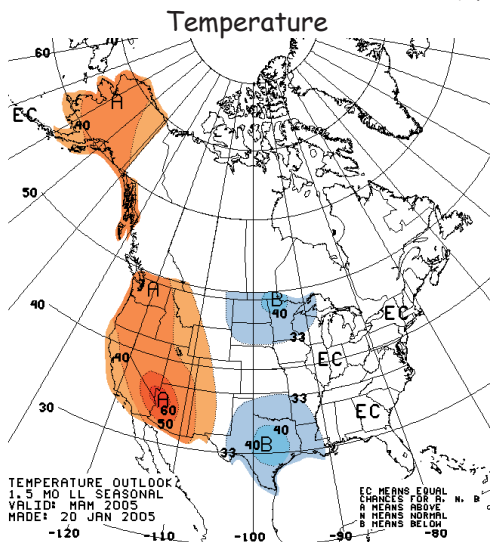 Temperature
60
EC
A
40
50
40
A
B
40
EC
33
40
EC
A
60
50
33
EC
30
40
40
B
33
TEMPERATURE OUTLOOK
1.5 MO LL SEASONAL
VALID: MAM 2005
MADE: 20 JAN 2005
EC MEANS EQUAL
CHANCES FOR A, N, B
A MEANS ABOVE
N MEANS NORMAL
B MEANS BELOW
-120
-110
-100
-90
-80